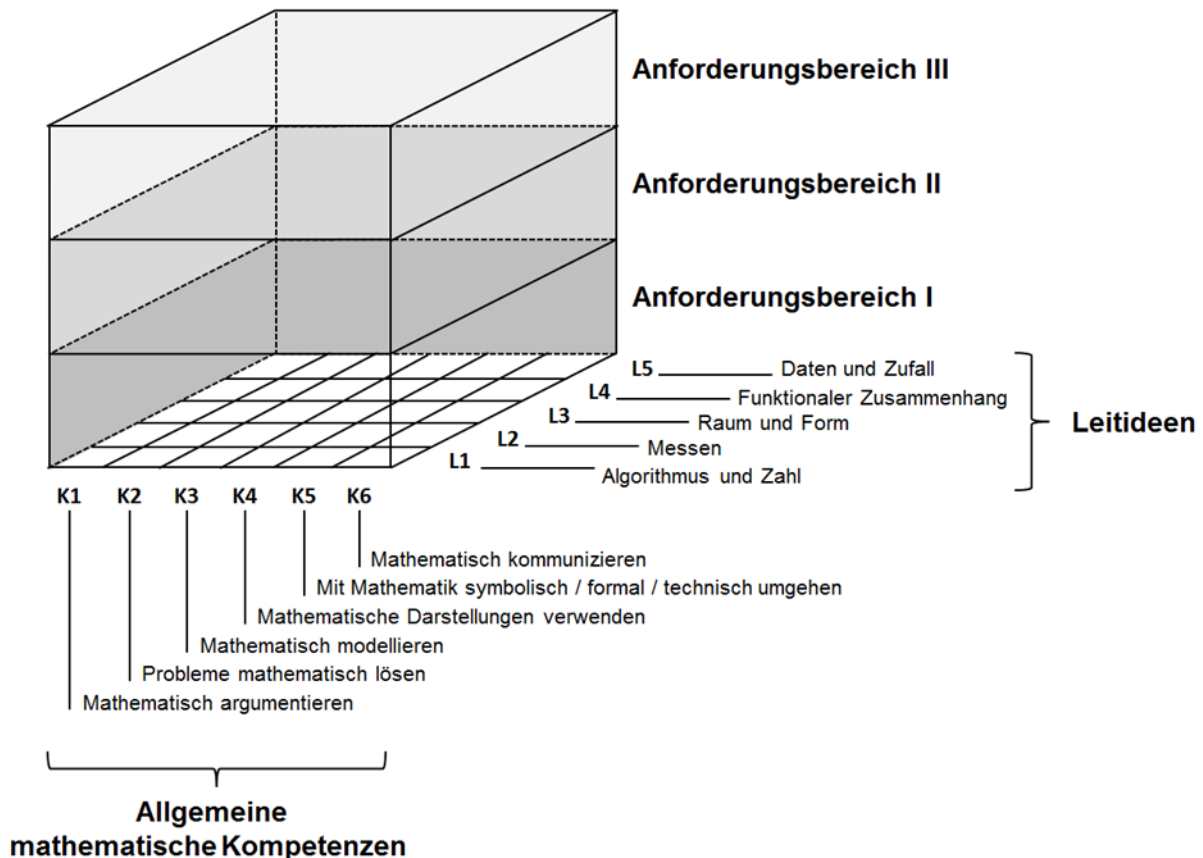 Anforderungsbereich III
Anforderungsbereich II
Anforderungsbereich I
L5 Daten und Zufall
L4 Funktionaler Zusammenhang
L3 Raum und Form
L2 Messen
L1 Algorithmus und Zahl
Leitideen
K1 K2 K3 K4 K5 K6
Mathematisch kommunizieren
Mit Mathematik symbolisch / formal / technisch umgehen
Mathematische Darstellungen verwenden
Mathematisch modellieren
Probleme mathematisch lösen
Mathematisch argumentieren
Allgemeine
mathematische Kompetenzen